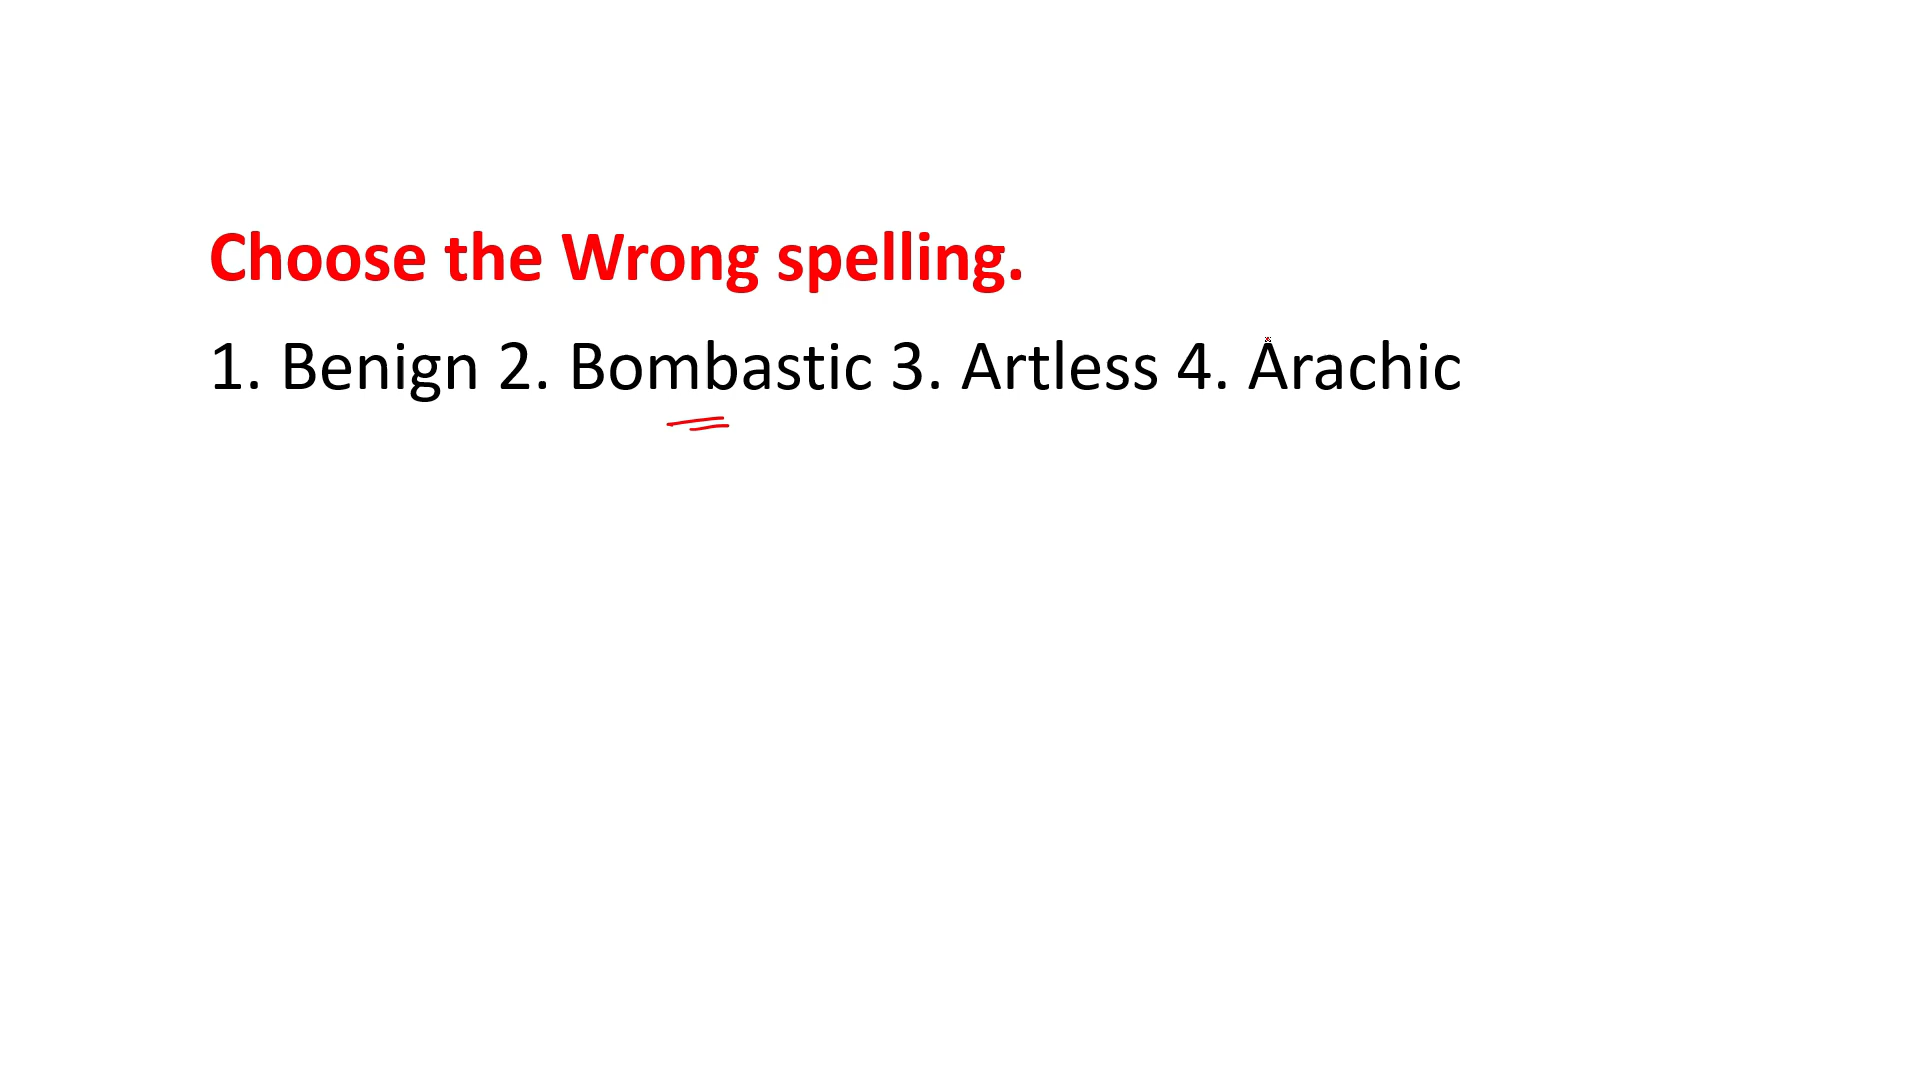 Choose the Wrong spelling.
1. Benign 2. Bombastic 3. Artless 4. Arachic